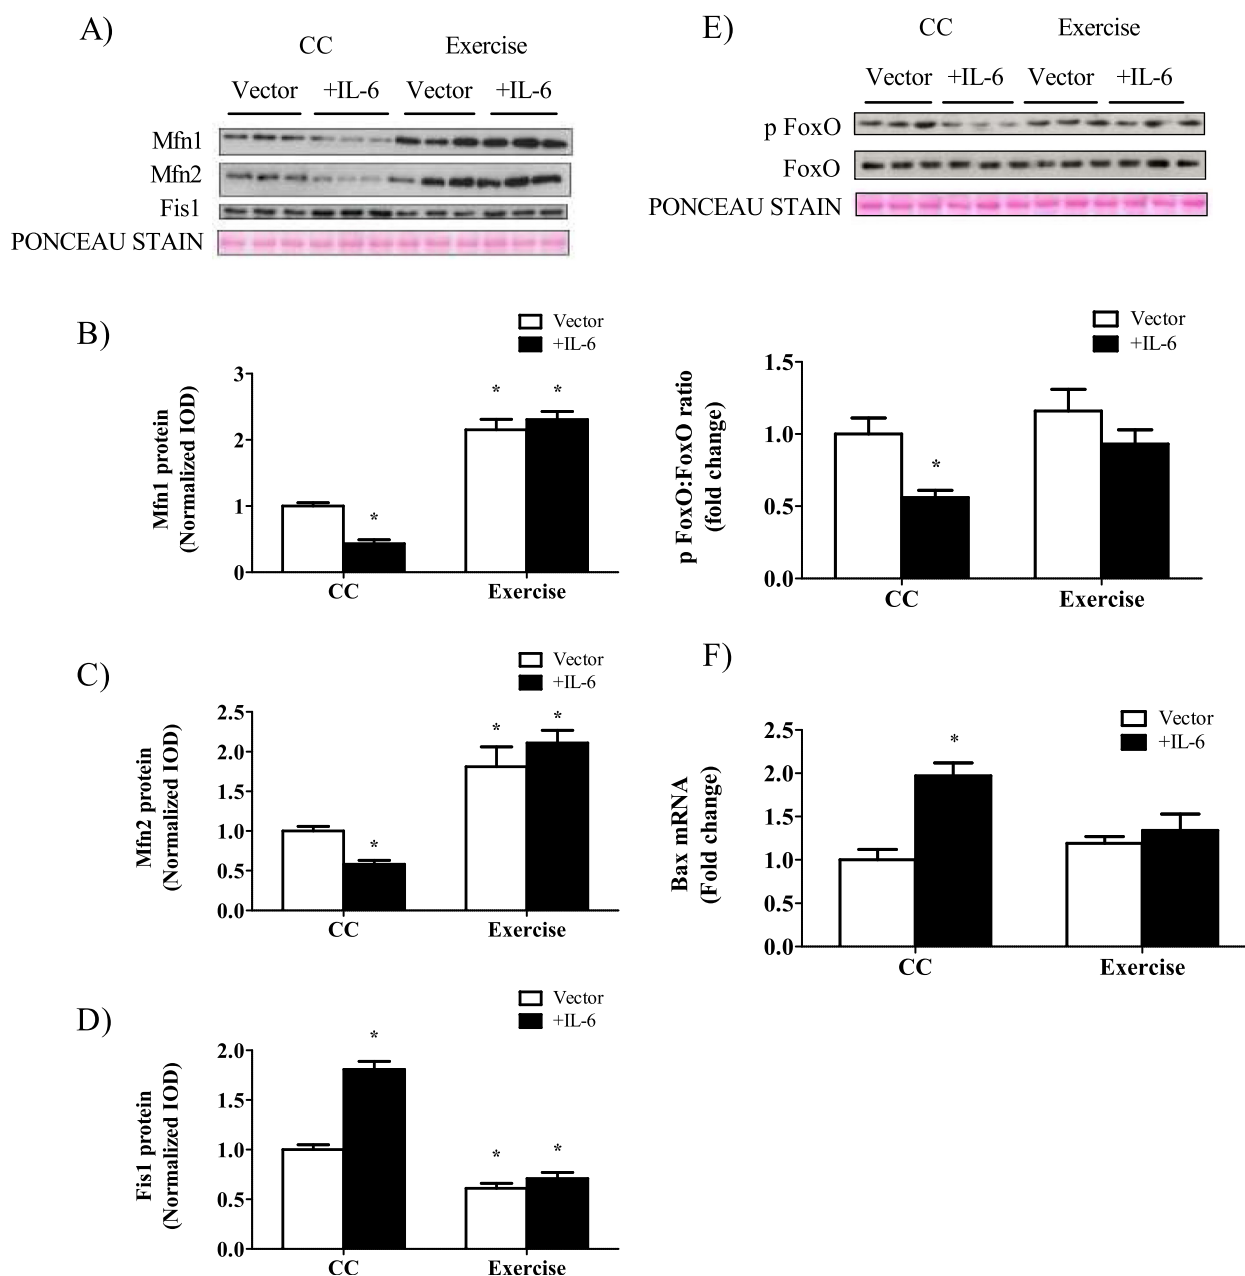 A)
CC Exercise
Vector +IL-6 Vector +IL-6
Mfn1
Mfn2
Fis1
PONCEAU STAIN
B)
Vector
+IL-6
Mfn1 protein
(Normalized IOD)
3
2
1
0
*
* *
CC Exercise
C)
Vector
+IL-6
Mfn2 protein
(Normalized IOD)
2.5
2.0
1.5
1.0
0.5
0.0
*
* *
CC Exercise
D)
Vector
+IL-6
Fis1 protein
(Normalized IOD)
2.0
1.5
1.0
0.5
0.0
*
* *
CC Exercise
E)
CC Exercise
Vector +IL-6 Vector +IL-6
p FoxO
FoxO
PONCEAU STAIN
Vector
+IL-6
p FoxO:FoxO ratio
(fold change)
1.5
1.0
0.5
0.0
*
CC Exercise
F)
Vector
+IL-6
Bax mRNA
(Fold change)
2.5
2.0
1.5
1.0
0.5
0.0
*
CC Exercise